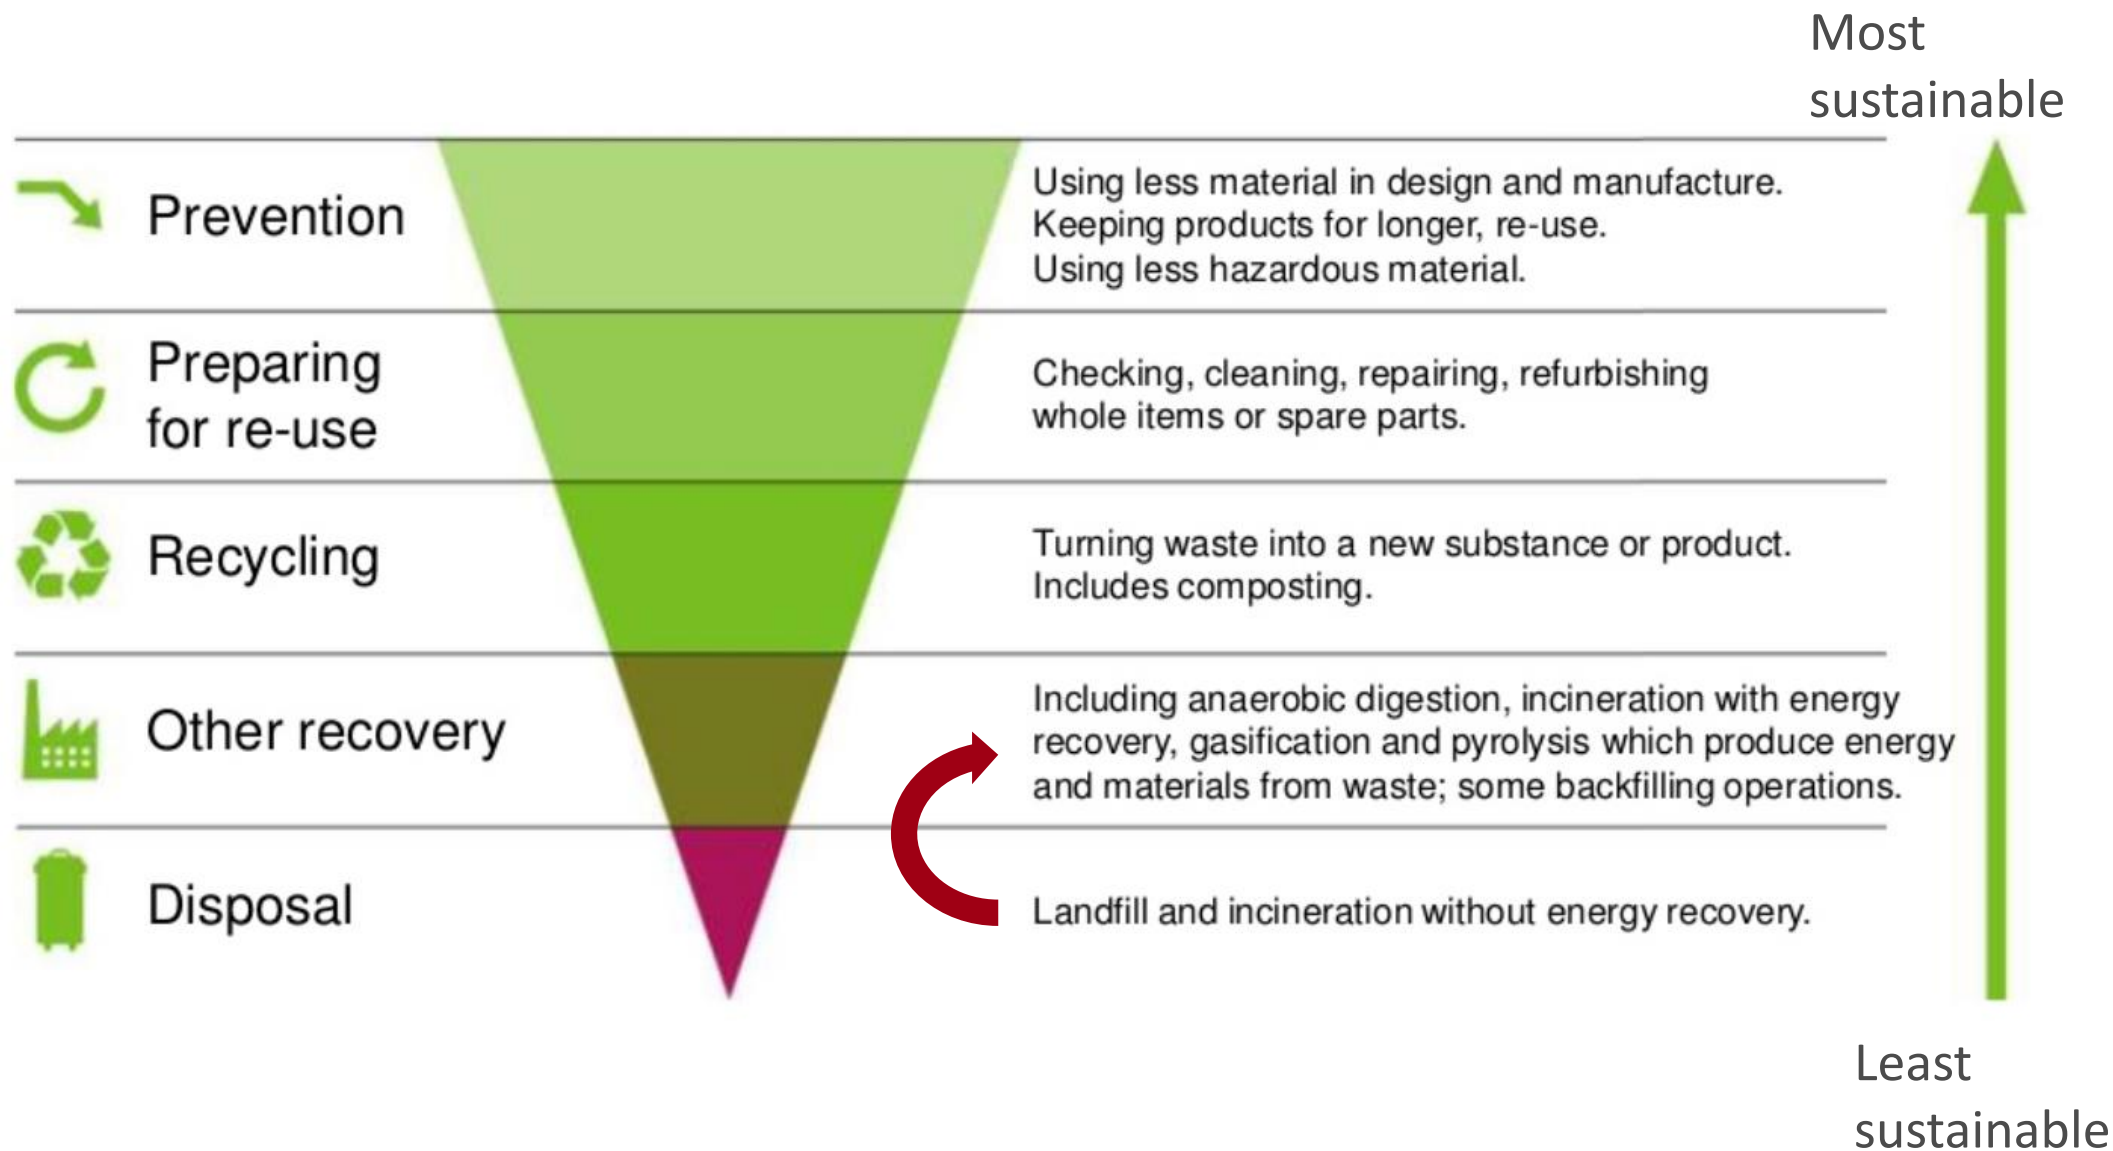 Most
sustainable
Prevention
Using less material in design and manufacture.
Keeping products for longer, re-use.
Using less hazardous material.
Preparing
for re-use
Checking, cleaning, repairing, refurbishing
whole items or spare parts.
Recycling
Turning waste into a new substance or product.
Includes composting.
Other recovery
Including anaerobic digestion, incineration with energy
recovery, gasification and pyrolysis which produce energy
and materials from waste; some backfilling operations.
Disposal
Landfill and incineration without energy recovery.
Least
sustainable